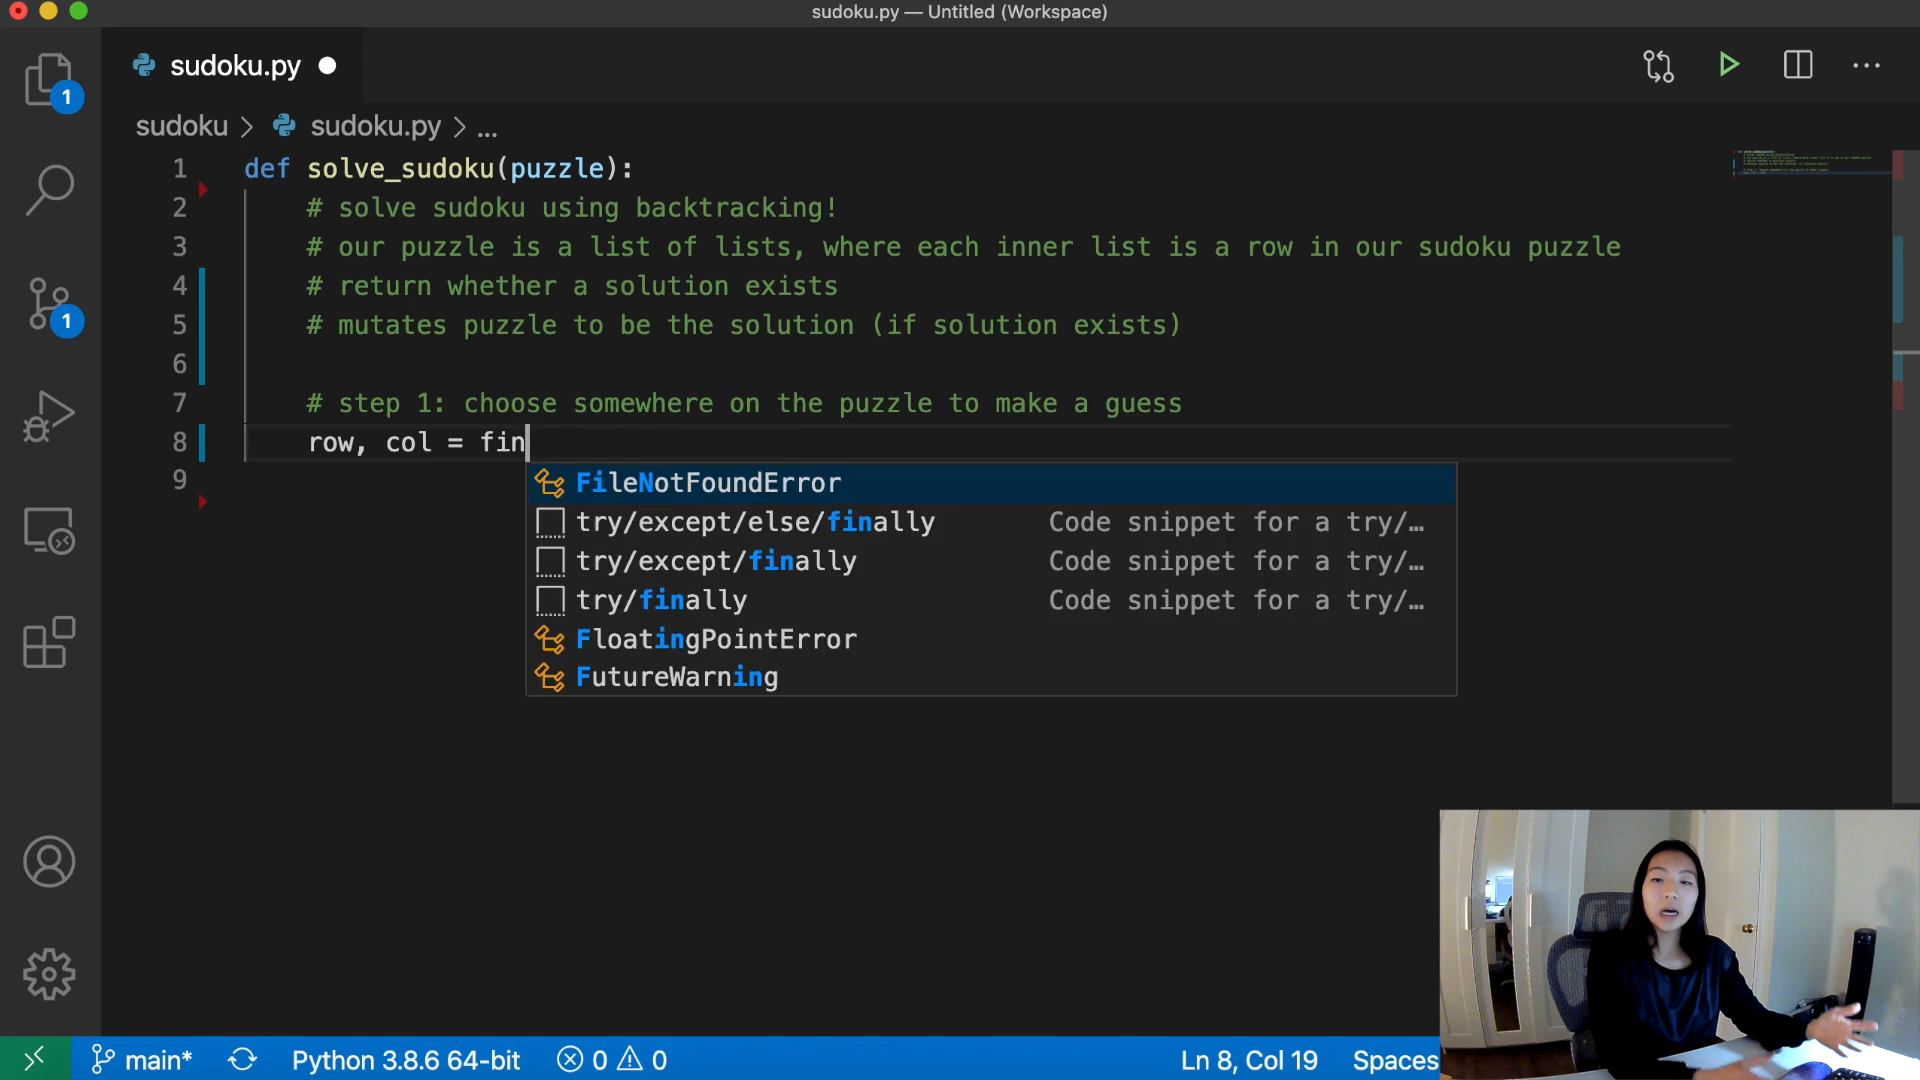 sudoku.py — Untitled (Workspace)
sudoku.py
sudoku > sudoku.py > ...
1 def solve_sudoku(puzzle):
2 # solve sudoku using backtracking!
3 # our puzzle is a list of lists, where each inner list is a row in our sudoku puzzle
4 # return whether a solution exists
5 # mutates puzzle to be the solution (if solution exists)
6
7 # step 1: choose somewhere on the puzzle to make a guess
8 row, col = fin
9
FileNotFoundError
try/except/else/finally Code snippet for a try/…
try/except/finally Code snippet for a try/…
try/finally Code snippet for a try/…
FloatingPointError
FutureWarning
1
1
main* Python 3.8.6 64-bit 0 0 Ln 8, Col 19 Spaces